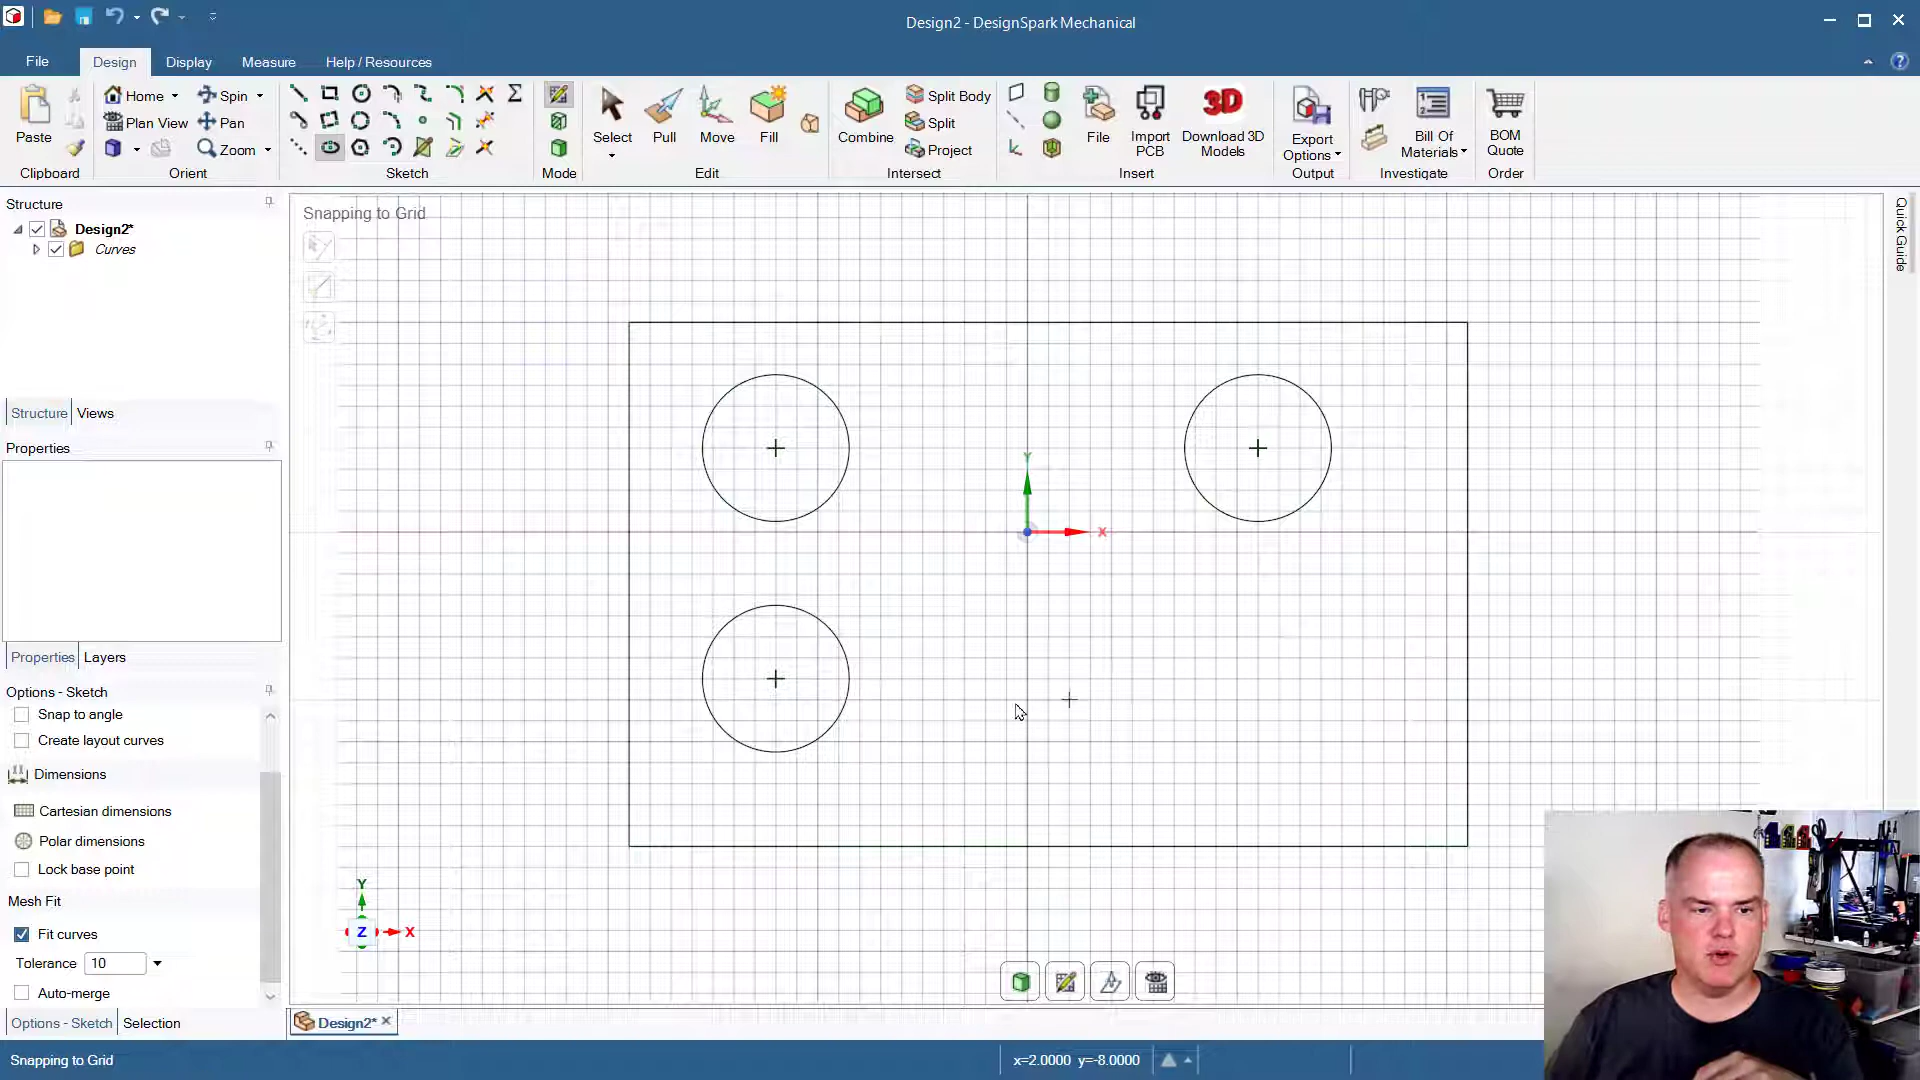 Design2 - DesignSpark Mechanical
File
Design
Display
Measure
Help / Resources
Paste
Home
Spin
Plan View
Pan
Zoom
Select
Pull
Move
Fill
Combine
Split Body
Split
Project
File
Import PCB
3D
Download 3D Models
Export Options
Bill Of Materials
BOM Quote
Clipboard
Orient
Sketch
Mode
Edit
Intersect
Insert
Output
Investigate
Order
Structure
Design2*
Curves
Structure
Views
Properties
Properties
Layers
Options - Sketch
Snap to angle
Create layout curves
Dimensions
Cartesian dimensions
Polar dimensions
Lock base point
Mesh Fit
Fit curves
Tolerance 10
Auto-merge
Options - Sketch
Selection
Snapping to Grid
Y
X
Y
Z
X
Quick Guide
Design2*
Snapping to Grid
x=2.0000 y=-8.0000